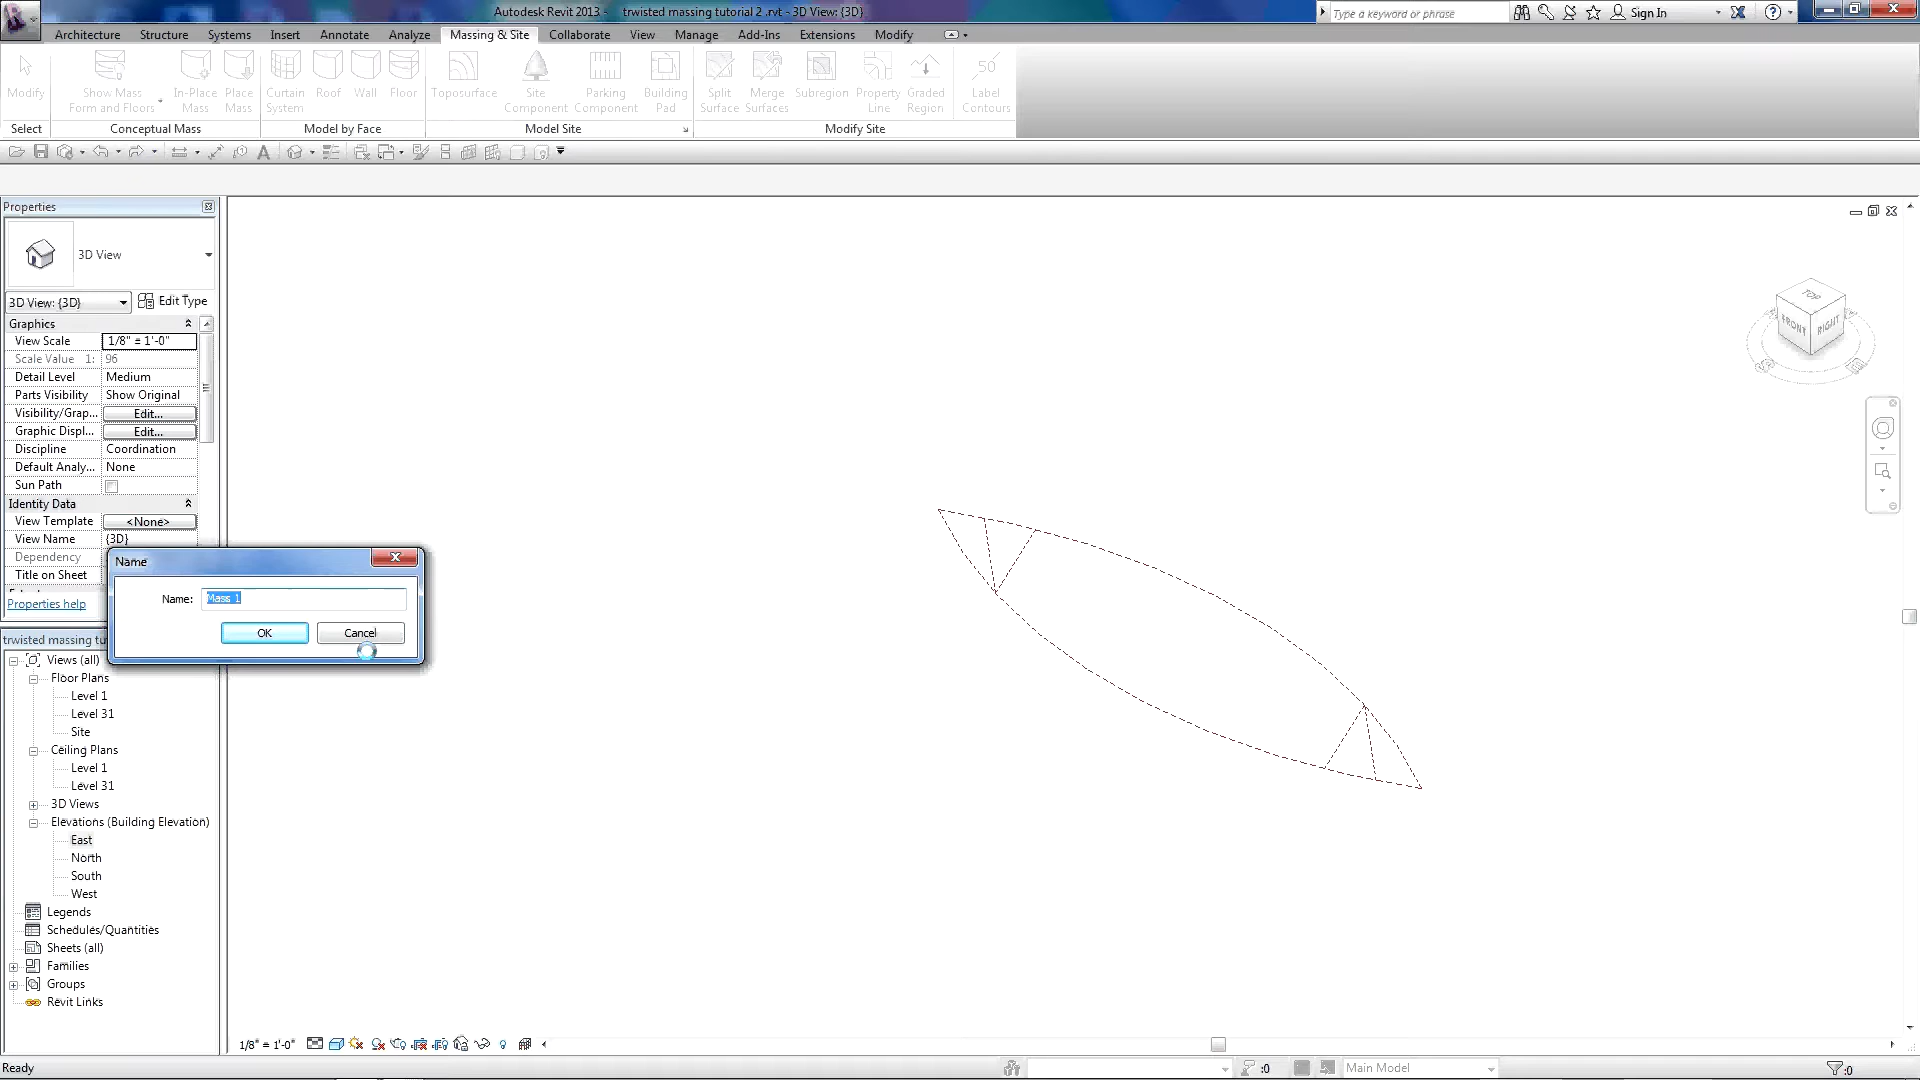 Autodesk Revit 2013 - trwisted massing tutorial 2 .rvt - 3D View: {3D}
Type a keyword or phrase
Sign In
Architecture Structure Systems Insert Annotate Analyze Massing & Site Collaborate View Manage Add-Ins Extensions Modify
Modify
Show Mass Form and Floors
In-Place Mass
Place Mass
Curtain System
Roof
Wall
Floor
Toposurface
Site Component
Parking Component
Building Pad
Split Surface
Merge Surfaces
Subregion
Property Line
Graded Region
50
Label Contours
Select
Conceptual Mass
Model by Face
Model Site
Modify Site
Properties
3D View
3D View: {3D}
Edit Type
Graphics
View Scale 1/8" = 1'-0"
Scale Value 1: 96
Detail Level Medium
Parts Visibility Show Original
Visibility/Grap... Edit...
Graphic Displ... Edit...
Discipline Coordination
Default Analy... None
Sun Path
Identity Data
View Template <None>
View Name {3D}
Dependency
Title on Sheet
Properties help
Name
Name: Mass 1
OK Cancel
trwisted massing tu
Views (all)
Floor Plans
Level 1
Level 31
Site
Ceiling Plans
Level 1
Level 31
3D Views
Elevations (Building Elevation)
East
North
South
West
Legends
Schedules/Quantities
Sheets (all)
Families
Groups
Revit Links
TOP
FRONT
RIGHT
1/8" = 1'-0"
Ready
:0
Main Model
:0